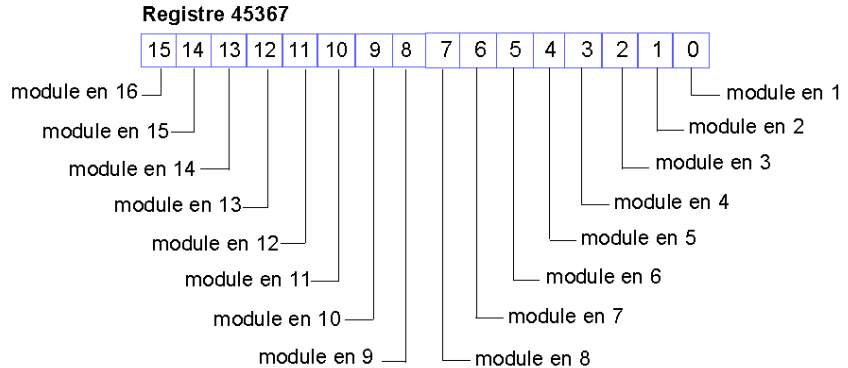 Registre 45367
15 14 13 12 11 10 9 8 7 6 5 4 3 2 1 0
module en 16
module en 1
module en 15
module en 2
module en 14
module en 3
module en 13
module en 4
module en 12
module en 5
module en 11
module en 6
module en 10
module en 7
module en 9
module en 8